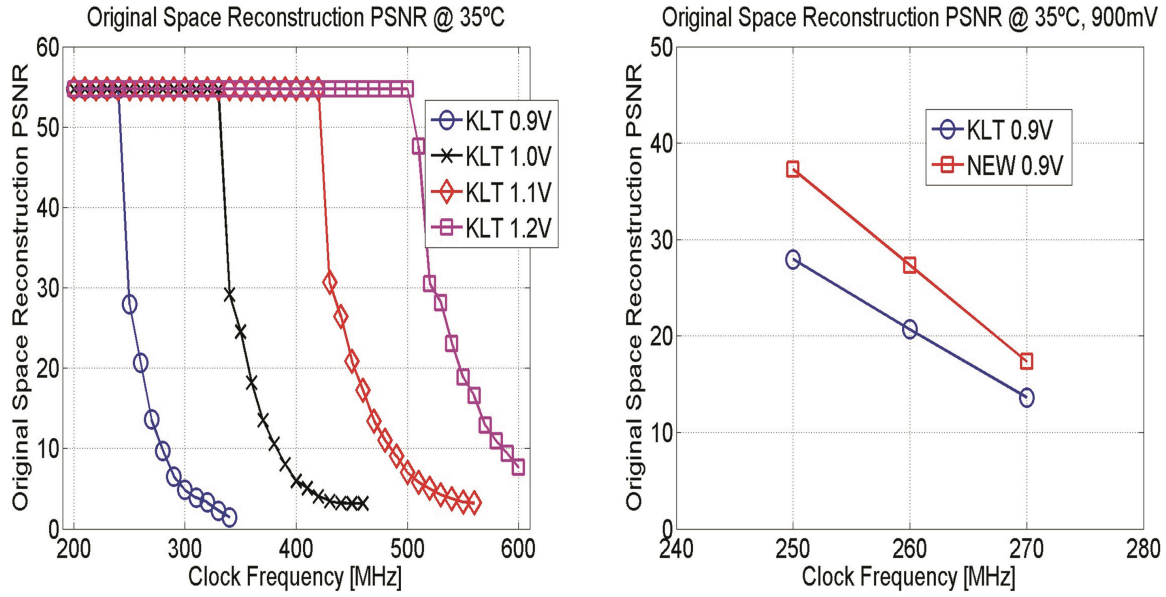 Original Space Reconstruction PSNR @ 35ºC
Original Space Reconstruction PSNR
60
50
40
30
20
10
0
200
300
400
500
600
Clock Frequency [MHz]
KLT 0.9V
KLT 1.0V
KLT 1.1V
KLT 1.2V
Original Space Reconstruction PSNR @ 35ºC, 900mV
Original Space Reconstruction PSNR
50
40
30
20
10
0
240
250
260
270
280
Clock Frequency [MHz]
KLT 0.9V
NEW 0.9V